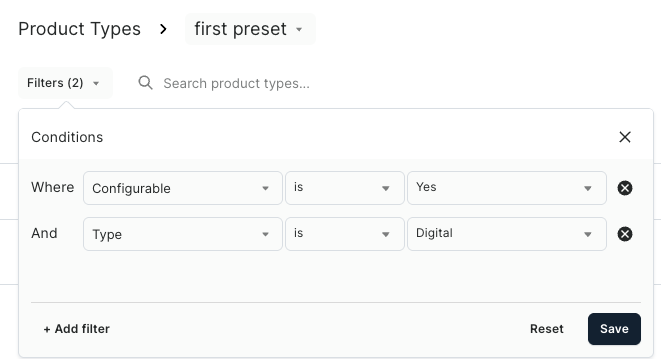 Product Types > first preset
Filters (2) Search product types...
Conditions
Where Configurable is Yes
And Type is Digital
+ Add filter Reset Save